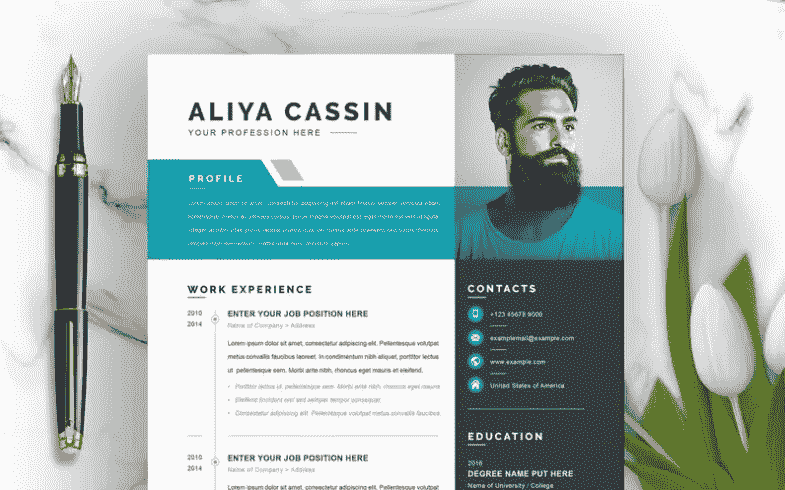 ALIYA CASSIN
YOUR PROFESSION HERE
PROFILE
WORK EXPERIENCE
2010
2014
ENTER YOUR JOB POSITION HERE
Name of Company - Address
Lorem ipsum dolor sit amet, consectetur adipiscing elit. Pellentesque volutpat
metus convallis faucibus laoreet. In condimentum nibh aliquet, porttitor lectus
ut pellentesque sem. Morbi ante nibh, rhoncus eget mauris et eleifend.
• Porttitor lectus ut pellentesque sem. Morbi ante nibh, rhoncus eget mauris
• Eleifend tincidunt orci sed semper tempor consequat.
• Consectetur adipiscing elit. Pellentesque volutpat metus convallis faucibus.
2010
2014
ENTER YOUR JOB POSITION HERE
Name of Company - Address
Lorem ipsum dolor sit amet, consectetur adipiscing elit. Pellentesque volutpat
CONTACTS
+123 45678 9000
examplemail@example.com
www.example.com
United States of America
EDUCATION
DEGREE NAME PUT HERE
Name of University / College